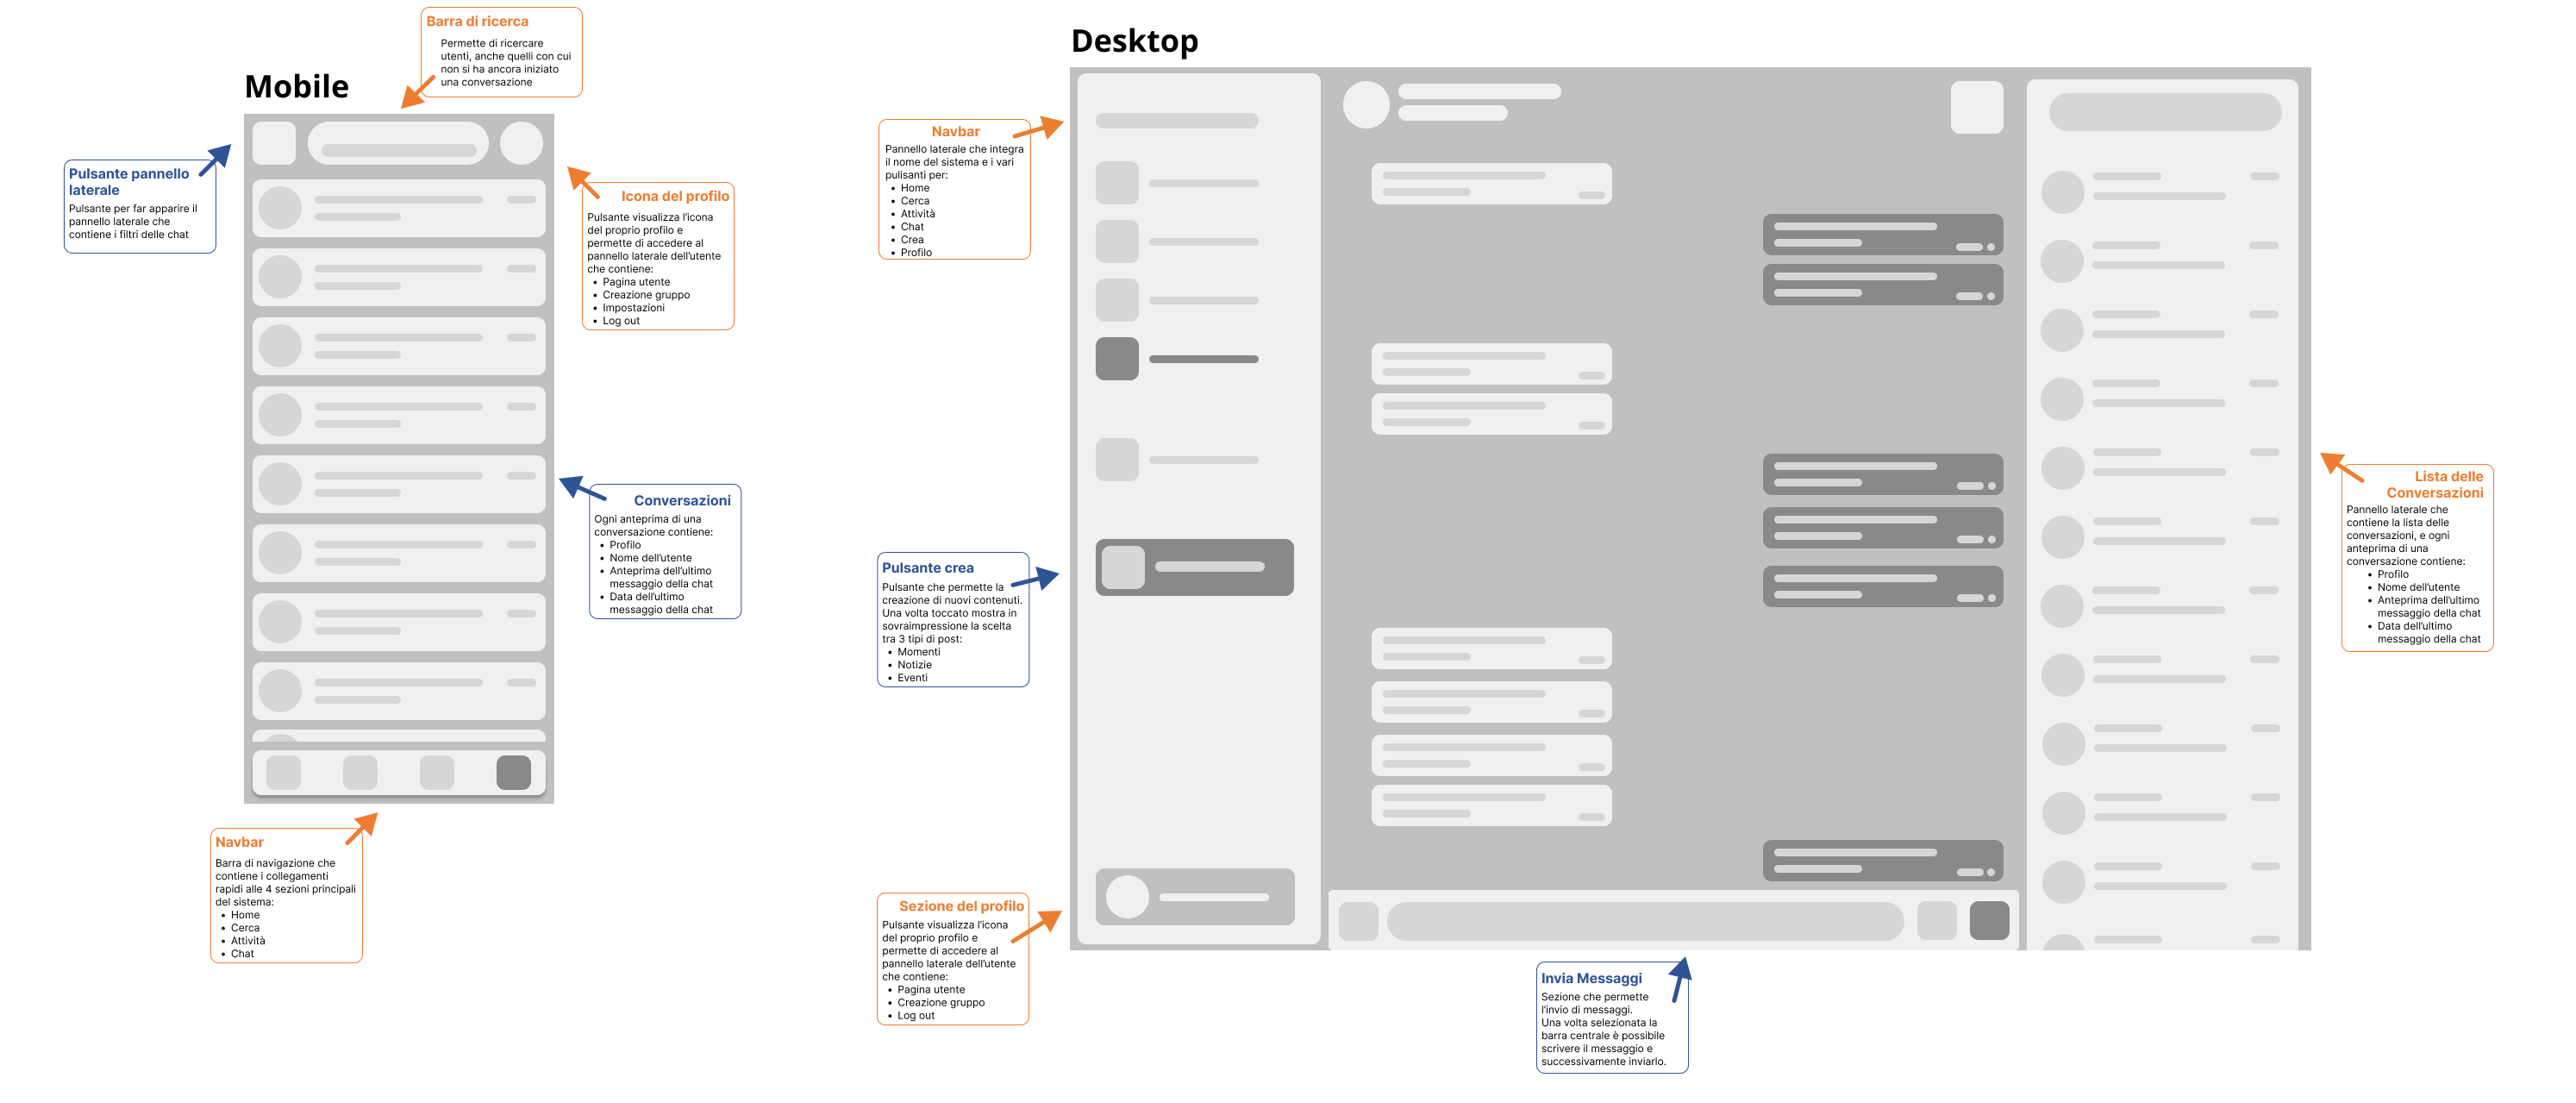 Mobile
Barra di ricerca
Permette di ricercare
utenti, anche quelli con cui
non si ha ancora iniziato
una conversazione
Pulsante pannello
laterale
Pulsante per far apparire il
pannello laterale che
contiene i filtri delle chat
Icona del profilo
Pulsante visualizza l'icona
del proprio profilo e
permette di accedere al
pannello laterale dell'utente
che contiene:
• Pagina utente
• Creazione gruppo
• Impostazioni
• Log out
Conversazioni
Ogni anteprima di una
conversazione contiene:
• Profilo
• Nome dell'utente
• Anteprima dell'ultimo
messaggio della chat
• Data dell'ultimo
messaggio della chat
Navbar
Barra di navigazione che
contiene i collegamenti
rapidi alle 4 sezioni principali
del sistema:
• Home
• Cerca
• Attività
• Chat
Desktop
Navbar
Pannello laterale che integra
il nome del sistema e i vari
pulisanti per:
• Home
• Cerca
• Attività
• Chat
• Crea
• Profilo
Pulsante crea
Pulsante che permette la
creazione di nuovi contenuti.
Una volta toccato mostra in
sovraimpressione la scelta
tra 3 tipi di post:
• Momenti
• Notizie
• Eventi
Sezione del profilo
Pulsante visualizza l'icona
del proprio profilo e
permette di accedere al
pannello laterale dell'utente
che contiene:
• Pagina utente
• Creazione gruppo
• Log out
Invia Messaggi
Sezione che permette
l'invio di messaggi.
Una volta selezionata la
barra centrale è possibile
scrivere il messaggio e
successivamente inviarlo.
Lista delle
Conversazioni
Pannello laterale che
contiene la lista delle
conversazioni, e ogni
anteprima di una
conversazione contiene:
• Profilo
• Nome dell'utente
• Anteprima dell'ultimo
messaggio della chat
• Data dell'ultimo
messaggio della chat